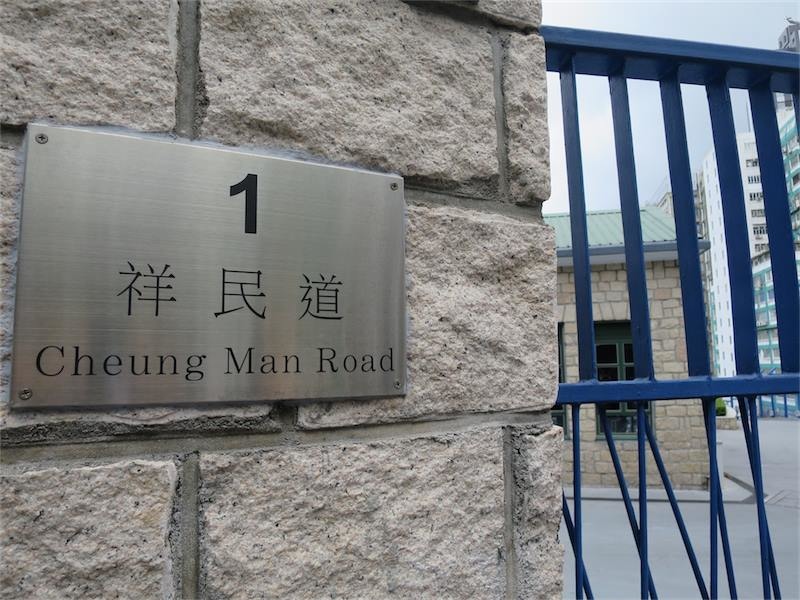 1
祥民道
Cheung Man Road